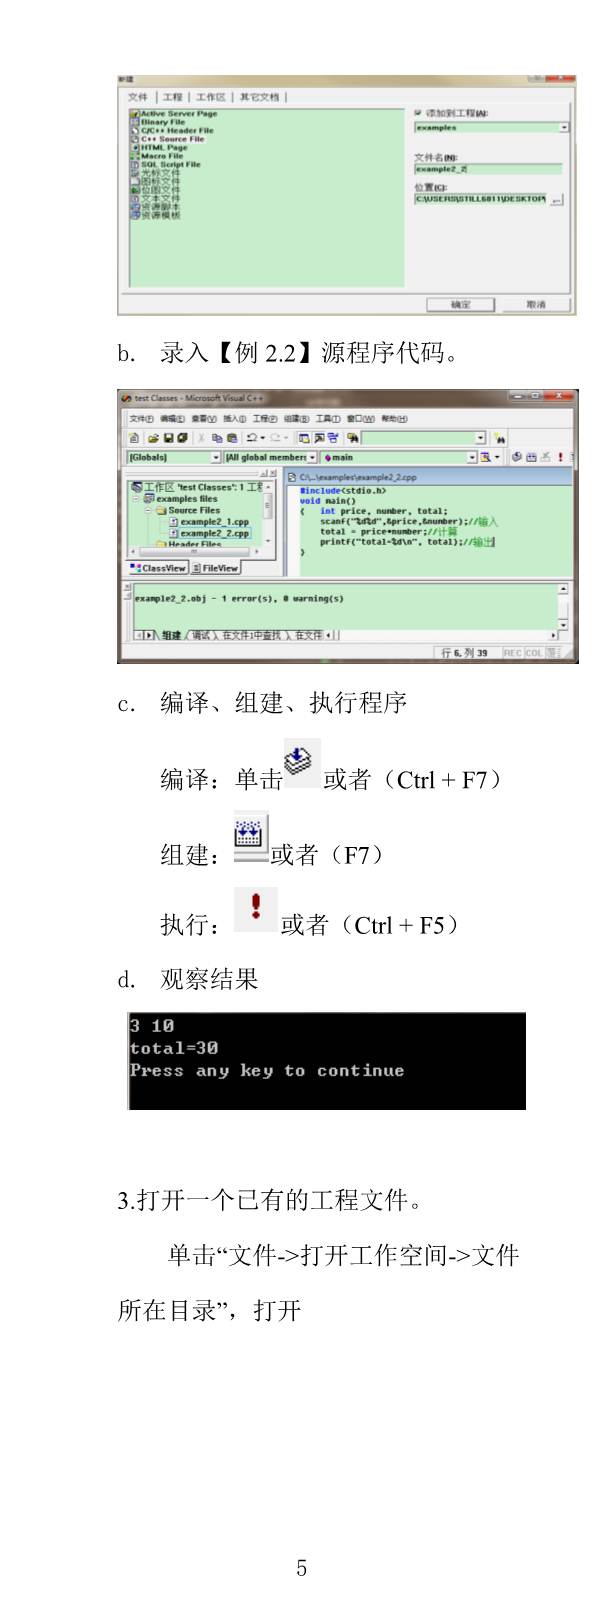 新建
文件 工程 工作区 其它文档
Active Server Page
Binary File
C/C++ Header File
C++ Source File
HTML Page
Macro File
SQL Script File
光标文件
图标文件
位图文件
文本文件
资源脚本
资源模板
添加到工程(A):
examples
文件名(N):
example2_2
位置(C):
C:\USERS\STILL6011\DESKTOP\ ...
确定 取消
b. 录入【例 2.2】源程序代码。
test Classes - Microsoft Visual C++
文件(F) 编辑(E) 查看(V) 插入(I) 工程(P) 组建(B) 工具(T) 窗口(W) 帮助(H)
(Globals) (All global members main
工作区 'test Classes': 1 工程
examples files
Source Files
example2_1.cpp
example2_2.cpp
Header Files
ClassView FileView
C:\...\examples\example2_2.cpp
#include<stdio.h>
void main()
{ int price, number, total;
scanf("%d%d",&price,&number);//输入
total = price*number;//计算
printf("total=%d\n", total);//输出
}
example2_2.obj - 1 error(s), 0 warning(s)
组建 调试 在文件1中查找 在文件
行 6, 列 39 REC COL
c. 编译、组建、执行程序
编译：单击 或者（Ctrl + F7）
组建： 或者（F7）
执行： 或者（Ctrl + F5）
d. 观察结果
3 10
total=30
Press any key to continue
3.打开一个已有的工程文件。
单击“文件->打开工作空间->文件
所在目录”，打开
5